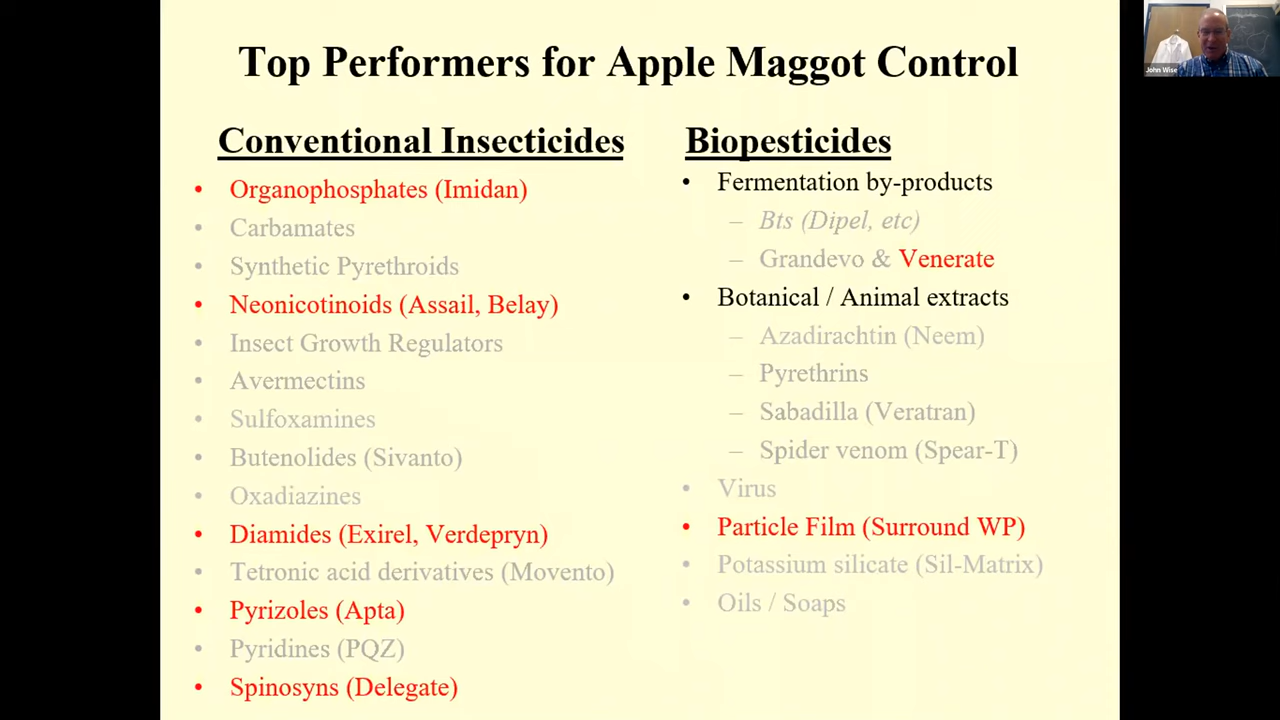 Top Performers for Apple Maggot Control
Conventional Insecticides
• Organophosphates (Imidan)
• Carbamates
• Synthetic Pyrethroids
• Neonicotinoids (Assail, Belay)
• Insect Growth Regulators
• Avermectins
• Sulfoxamines
• Butenolides (Sivanto)
• Oxadiazines
• Diamides (Exirel, Verdepryn)
• Tetronic acid derivatives (Movento)
• Pyrizoles (Apta)
• Pyridines (PQZ)
• Spinosyns (Delegate)
Biopesticides
• Fermentation by-products
– Bts (Dipel, etc)
– Grandevo & Venerate
• Botanical / Animal extracts
– Azadirachtin (Neem)
– Pyrethrins
– Sabadilla (Veratran)
– Spider venom (Spear-T)
• Virus
• Particle Film (Surround WP)
• Potassium silicate (Sil-Matrix)
• Oils / Soaps
John Wise